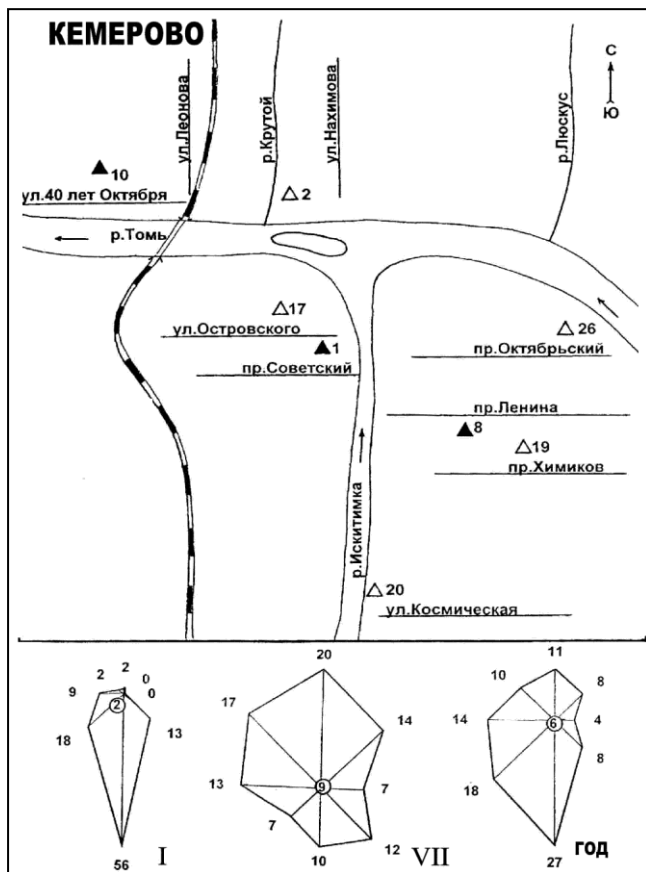 КЕМЕРОВО
С
Ю
ул.Леонова
р.Крутой
ул.Нахимова
р.Люскус
10
2
ул.40 лет Октября
р.Томь
17
ул.Островского
1
пр.Советский
26
пр.Октябрьский
пр.Ленина
8
19
пр.Химиков
р.Искитимка
20
ул.Космическая
2
2
0
9
0
2
18
13
56
I
20
17
14
13
9
7
7
12
10
VII
11
10
8
14
6
4
8
18
27
ГОД